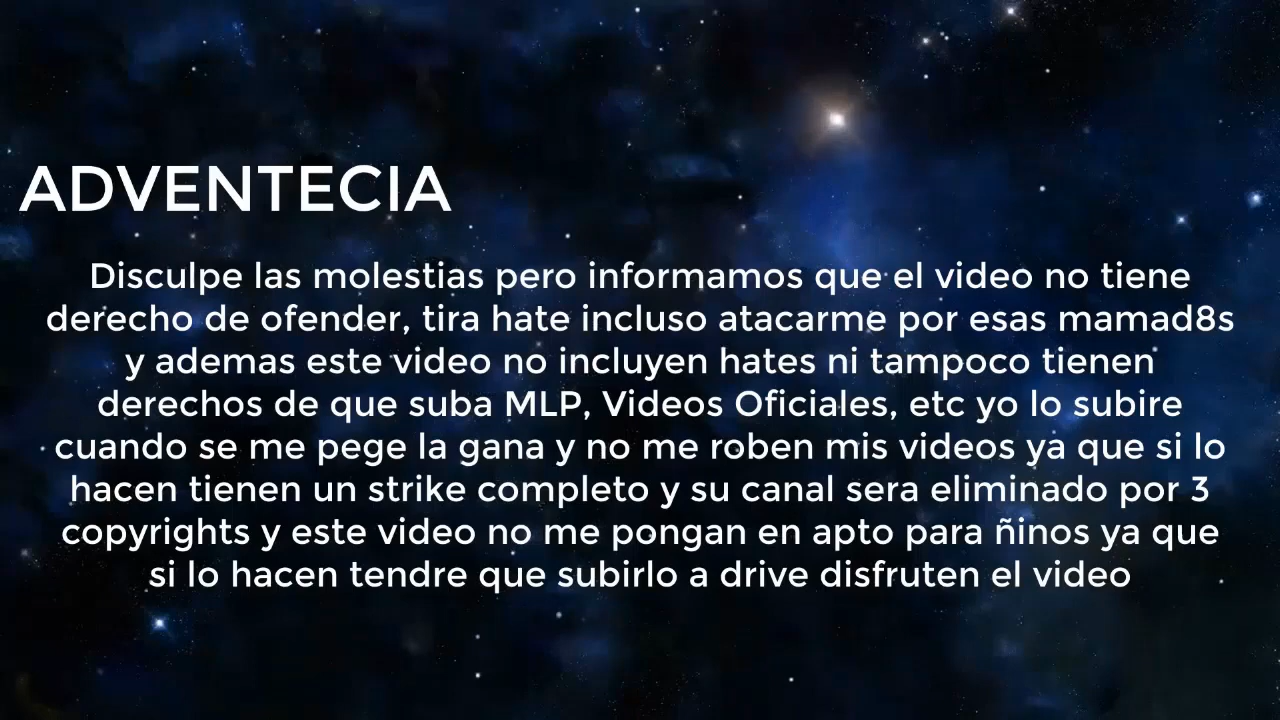 ADVENTECIA
Disculpe las molestias pero informamos que el video no tiene
derecho de ofender, tira hate incluso atacarme por esas mamad8s
y ademas este video no incluyen hates ni tampoco tienen
derechos de que suba MLP, Videos Oficiales, etc yo lo subire
cuando se me pege la gana y no me roben mis videos ya que si lo
hacen tienen un strike completo y su canal sera eliminado por 3
copyrights y este video no me pongan en apto para ñinos ya que
si lo hacen tendre que subirlo a drive disfruten el video